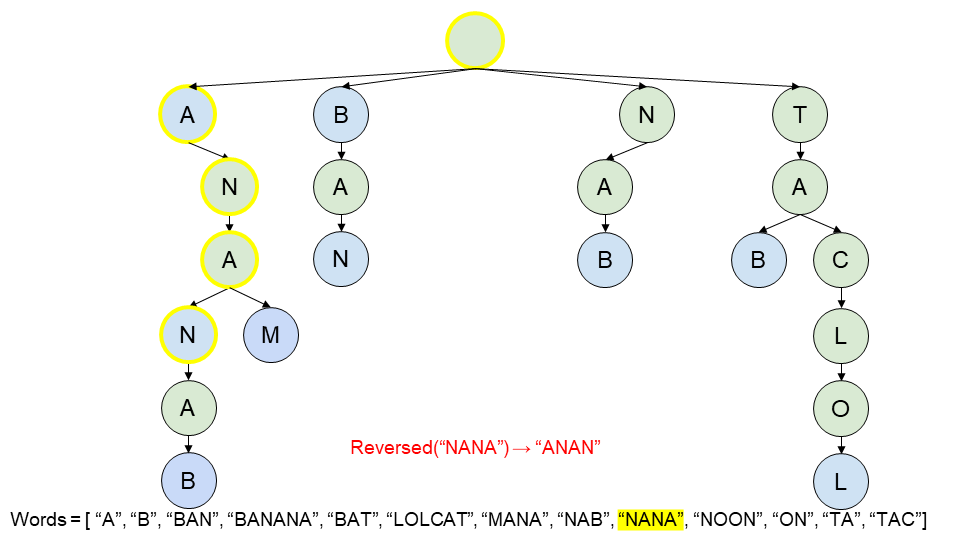 A B N T
N A A A
A N B B C
N M L
A O
Reversed(“NANA”) → “ANAN”
B L
Words = [ “A”, “B”, “BAN”, “BANANA”, “BAT”, “LOLCAT”, “MANA”, “NAB”, “NANA”, “NOON”, “ON”, “TA”, “TAC”]